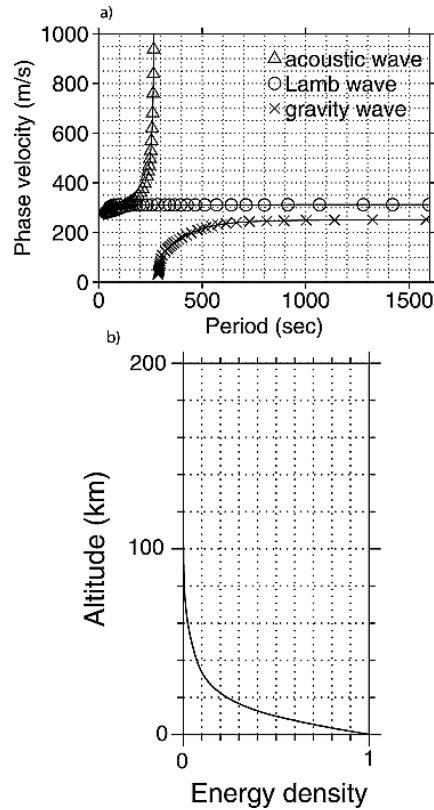 a)
1000
800
600
400
200
0
Phase velocity (m/s)
acoustic wave
Lamb wave
gravity wave
0 500 1000 1500
Period (sec)
b)
200
100
0
Altitude (km)
0 1
Energy density